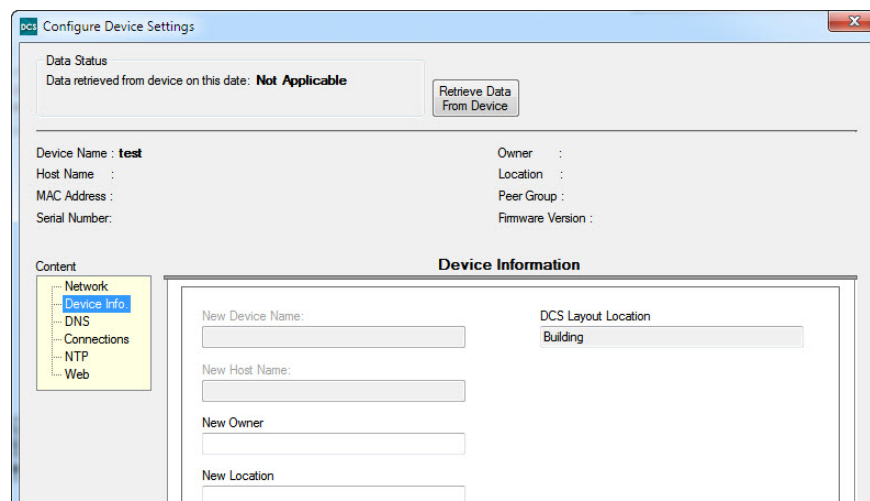 DCS Configure Device Settings
Data Status
Data retrieved from device on this date: Not Applicable
Retrieve Data
From Device
Device Name : test
Owner :
Host Name :
Location :
MAC Address :
Peer Group :
Serial Number:
Firmware Version :
Content
Device Information
Network
Device Info.
DNS
Connections
NTP
Web
New Device Name:
DCS Layout Location
Building
New Host Name:
New Owner
New Location